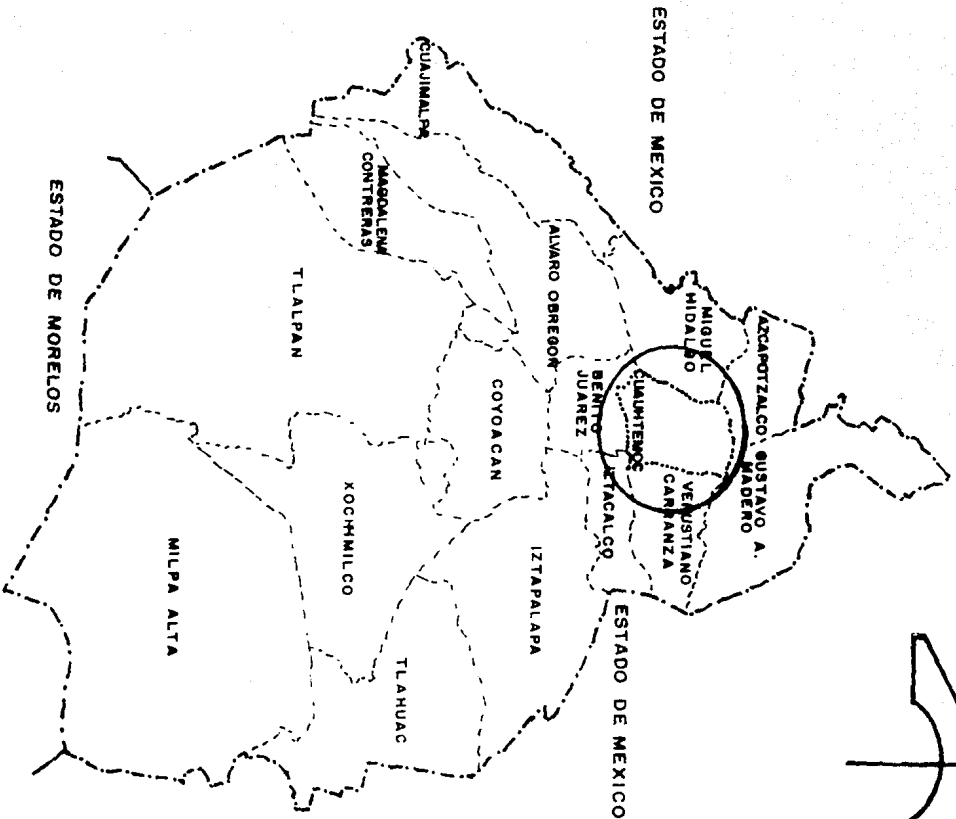 ESTADO DE MEXICO
AZCAPOTZALCO
GUSTAVO A.
MADERO
MIGUEL
HIDALGO
VENUSTIANO
CARRANZA
CUAUHTEMOC
CUAJIMALPA
ALVARO OBREGON
BENITO
JUAREZ
IZTACALCO
ESTADO DE MEXICO
MAGDALENA
CONTRERAS
COYOACAN
IZTAPALAPA
TLALPAN
XOCHIMILCO
TLAHUAC
MILPA ALTA
ESTADO DE MORELOS